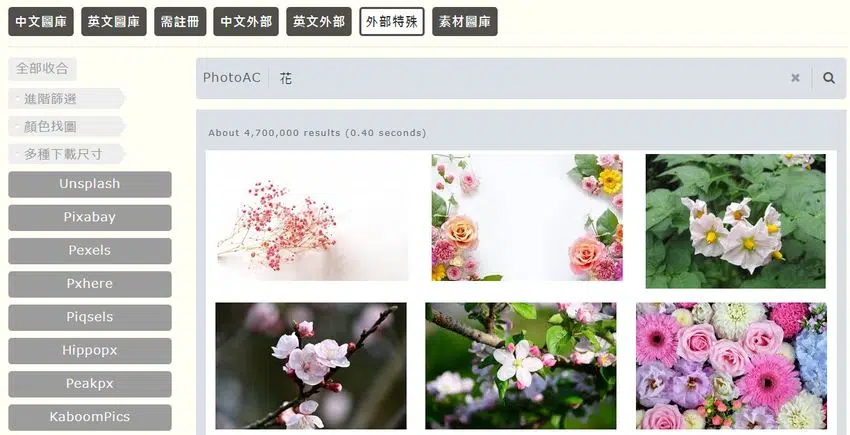 中文圖庫 英文圖庫 需註冊 中文外部 英文外部 外部特殊 素材圖庫
全部收合
進階篩選
顏色找圖
多種下載尺寸
Unsplash
Pixabay
Pexels
Pxhere
Piqsels
Hippopx
Peakpx
KaboomPics
PhotoAC 花
About 4,700,000 results (0.40 seconds)